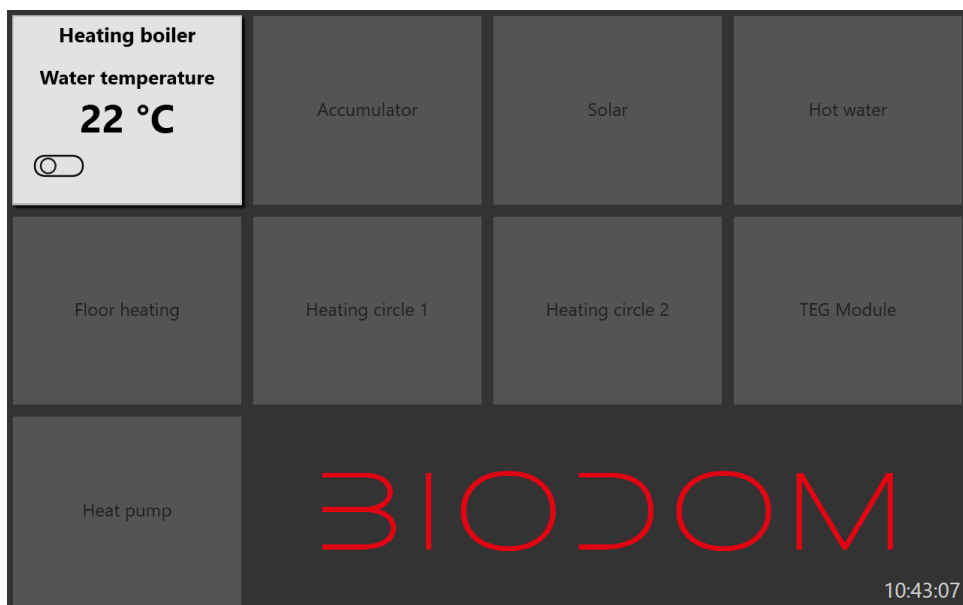 Heating boiler
Water temperature
22 °C
Accumulator
Solar
Hot water
Floor heating
Heating circle 1
Heating circle 2
TEG Module
Heat pump
BIODOM
10:43:07